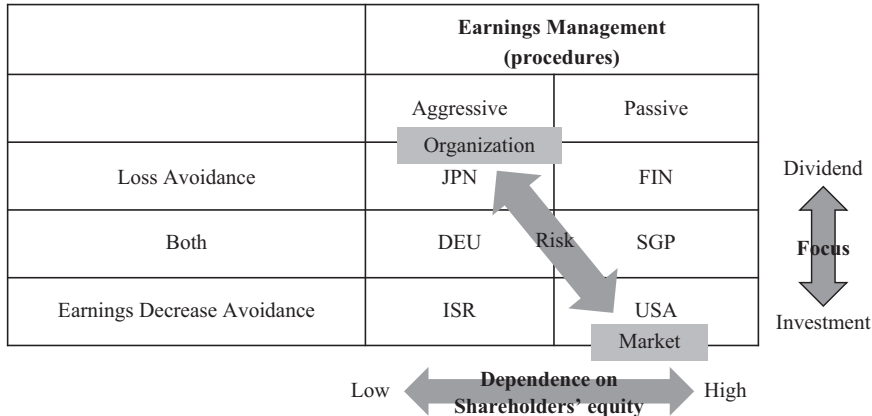 Earnings Management
(procedures)
Aggressive Passive
Organization
Loss Avoidance JPN FIN Dividend
Both DEU Risk SGP Focus
Earnings Decrease Avoidance ISR USA Investment
Market
Low Dependence on High
Shareholders' equity